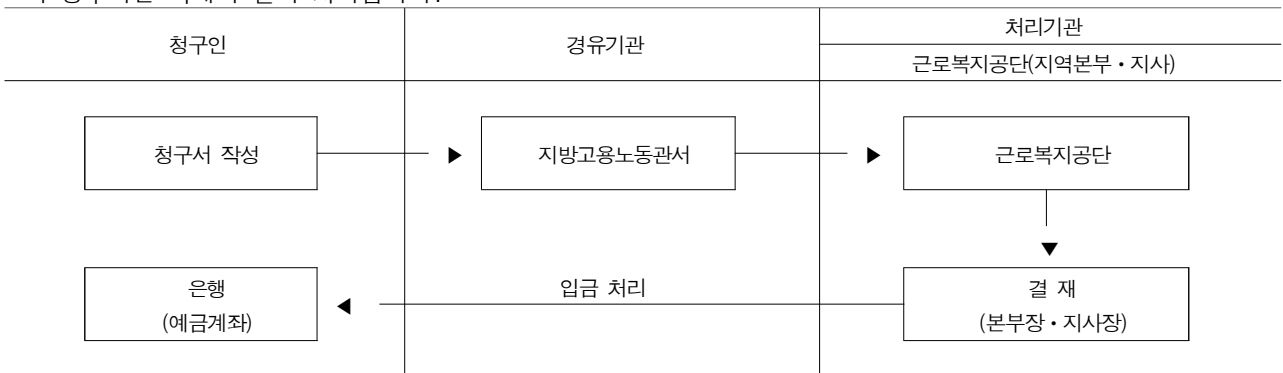 청구인
경유기관
처리기관
근로복지공단(지역본부・지사)
청구서 작성
지방고용노동관서
근로복지공단
은행
(예금계좌)
입금 처리
결 재
(본부장・지사장)